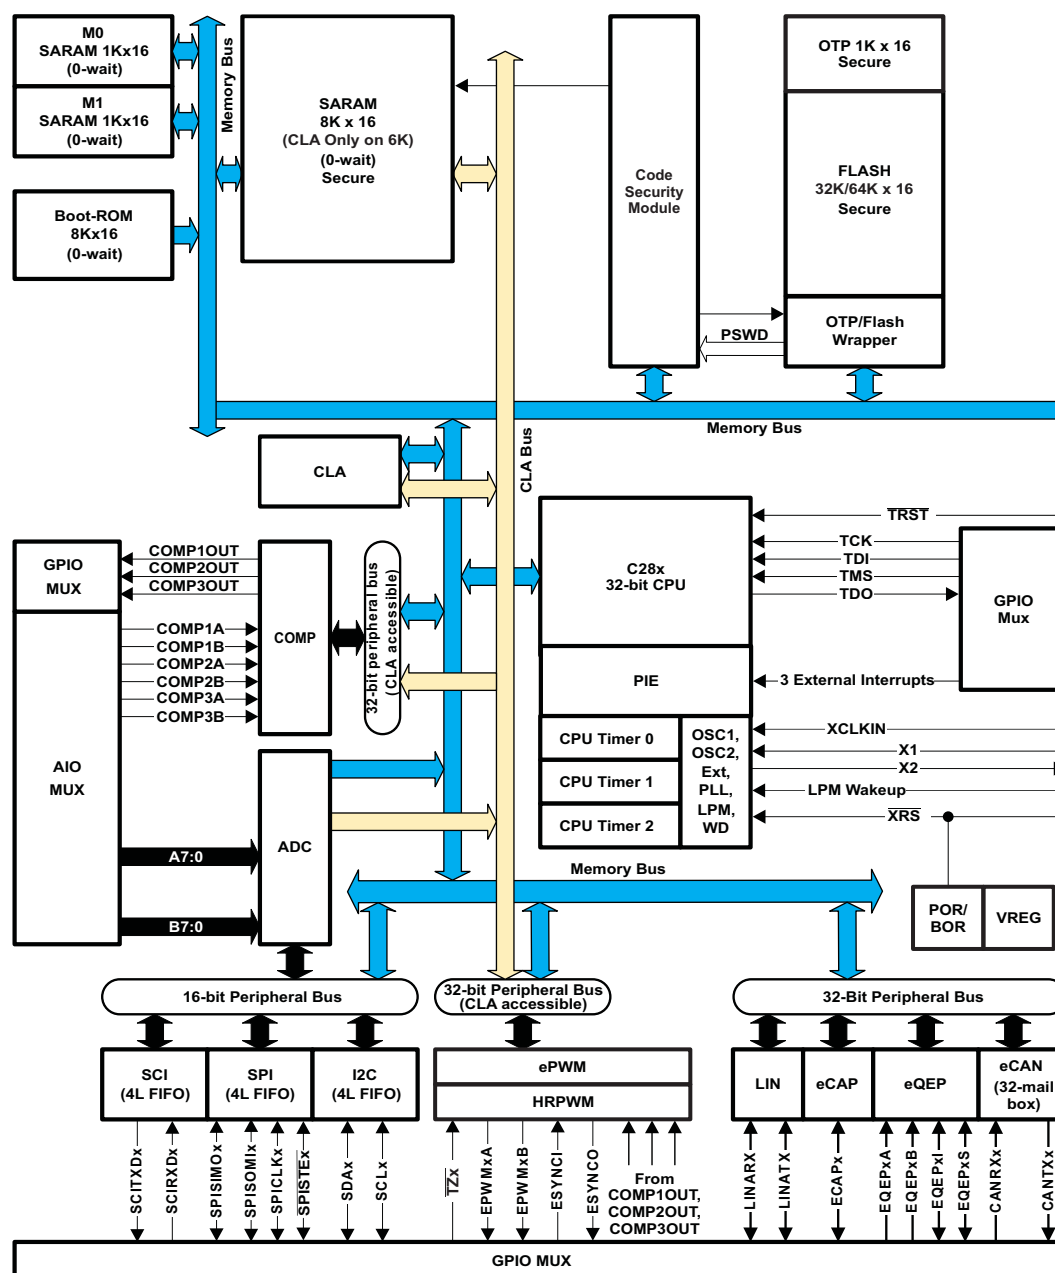 M0
SARAM 1Kx16
(0-wait)
M1
SARAM 1Kx16
(0-wait)
Boot-ROM
8Kx16
(0-wait)
Memory Bus
SARAM
8K x 16
(CLA Only on 6K)
(0-wait)
Secure
Code
Security
Module
OTP 1K x 16
Secure
FLASH
32K/64K x 16
Secure
OTP/Flash
Wrapper
PSWD
Memory Bus
CLA Bus
CLA
GPIO
MUX
COMP1OUT
COMP2OUT
COMP3OUT
COMP1A
COMP1B
COMP2A
COMP2B
COMP3A
COMP3B
COMP
32-bit peripheral bus
(CLA accessible)
AIO
MUX
A7:0
B7:0
ADC
C28x
32-bit CPU
PIE
CPU Timer 0
CPU Timer 1
CPU Timer 2
OSC1,
OSC2,
Ext,
PLL,
LPM,
WD
TRST
TCK
TDI
TMS
TDO
GPIO
Mux
3 External Interrupts
XCLKIN
X1
X2
LPM Wakeup
XRS
POR/
BOR
VREG
Memory Bus
16-bit Peripheral Bus
32-bit Peripheral Bus
(CLA accessible)
32-Bit Peripheral Bus
SCI
(4L FIFO)
SPI
(4L FIFO)
I2C
(4L FIFO)
ePWM
HRPWM
LIN
eCAP
eQEP
eCAN
(32-mail
box)
SCITXDx
SCIRXDx
SPISIMOx
SPISOMIx
SPICLKx
SPISTEx
SDAx
SCLx
TZx
EPWMxA
EPWMxB
ESYNCI
ESYNCO
From
COMP1OUT,
COMP2OUT,
COMP3OUT
LINARX
LINATX
ECAPx
EQEPxA
EQEPxB
EQEPxI
EQEPxS
CANRXx
CANTXx
GPIO MUX